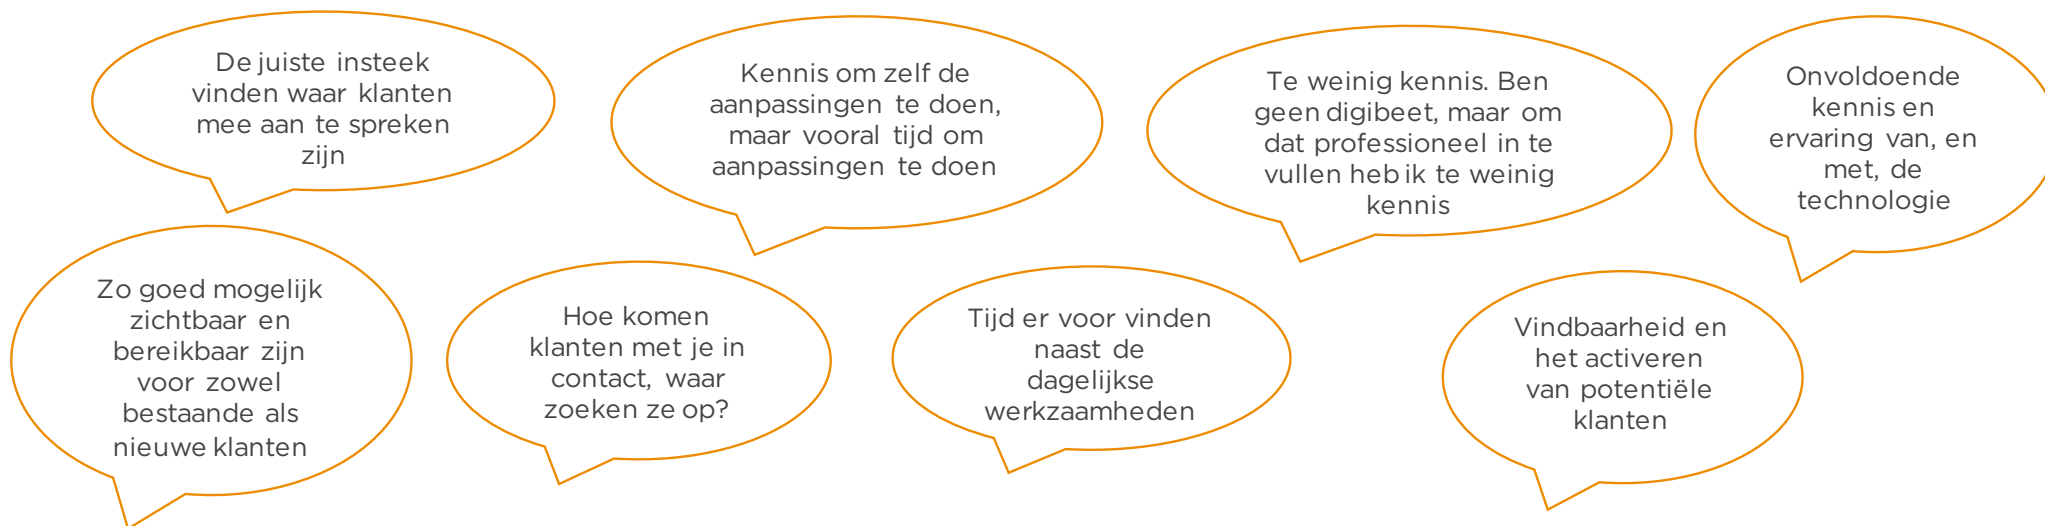 De juiste insteek
vinden waar klanten
mee aan te spreken
zijn
Kennis om zelf de
aanpassingen te doen,
maar vooral tijd om
aanpassingen te doen
Te weinig kennis. Ben
geen digibeet, maar om
dat professioneel in te
vullen heb ik te weinig
kennis
Onvoldoende
kennis en
ervaring van, en
met, de
technologie
Zo goed mogelijk
zichtbaar en
bereikbaar zijn
voor zowel
bestaande als
nieuwe klanten
Hoe komen
klanten met je in
contact, waar
zoeken ze op?
Tijd er voor vinden
naast de
dagelijkse
werkzaamheden
Vindbaarheid en
het activeren
van potentiële
klanten